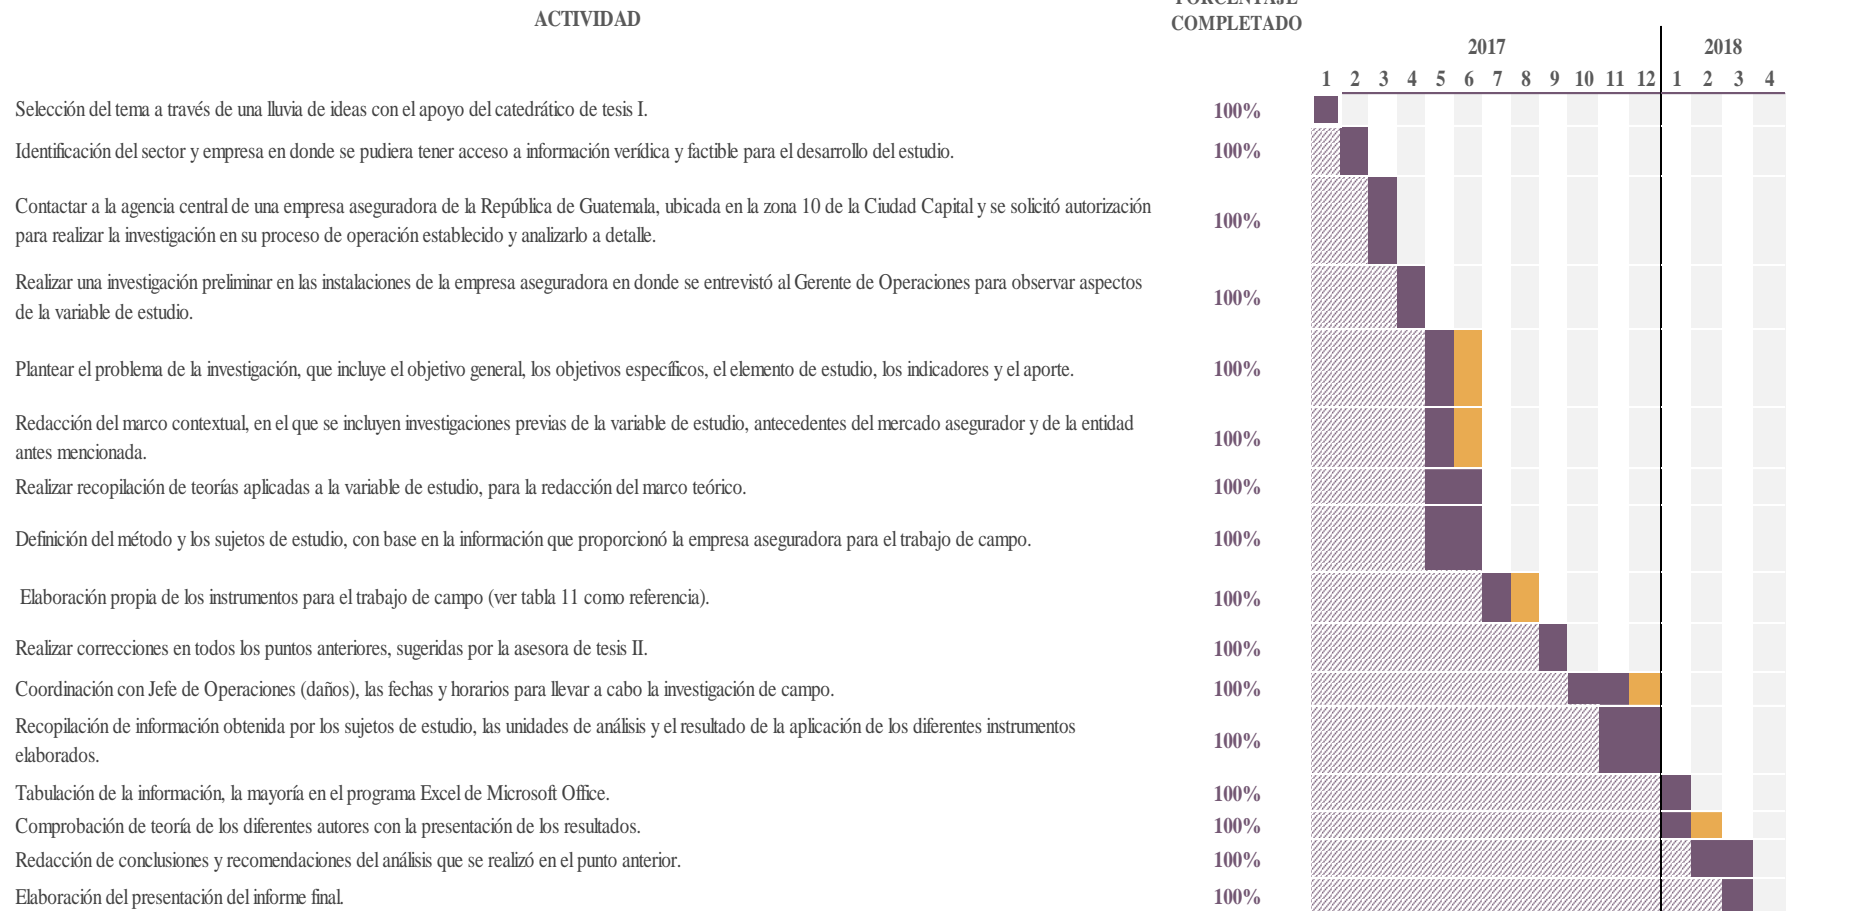 PORCENTAJE
ACTIVIDAD
COMPLETADO
2017 2018
1 2 3 4 5 6 7 8 9 10 11 12 1 2 3 4
Selección del tema a través de una lluvia de ideas con el apoyo del catedrático de tesis I. 100%
Identificación del sector y empresa en donde se pudiera tener acceso a información verídica y factible para el desarrollo del estudio. 100%
Contactar a la agencia central de una empresa aseguradora de la República de Guatemala, ubicada en la zona 10 de la Ciudad Capital y se solicitó autorización
para realizar la investigación en su proceso de operación establecido y analizarlo a detalle.
100%
Realizar una investigación preliminar en las instalaciones de la empresa aseguradora en donde se entrevistó al Gerente de Operaciones para observar aspectos
de la variable de estudio.
100%
Plantear el problema de la investigación, que incluye el objetivo general, los objetivos específicos, el elemento de estudio, los indicadores y el aporte. 100%
Redacción del marco contextual, en el que se incluyen investigaciones previas de la variable de estudio, antecedentes del mercado asegurador y de la entidad
antes mencionada.
100%
Realizar recopilación de teorías aplicadas a la variable de estudio, para la redacción del marco teórico. 100%
Definición del método y los sujetos de estudio, con base en la información que proporcionó la empresa aseguradora para el trabajo de campo. 100%
Elaboración propia de los instrumentos para el trabajo de campo (ver tabla 11 como referencia). 100%
Realizar correcciones en todos los puntos anteriores, sugeridas por la asesora de tesis II. 100%
Coordinación con Jefe de Operaciones (daños), las fechas y horarios para llevar a cabo la investigación de campo. 100%
Recopilación de información obtenida por los sujetos de estudio, las unidades de análisis y el resultado de la aplicación de los diferentes instrumentos
elaborados.
100%
Tabulación de la información, la mayoría en el programa Excel de Microsoft Office. 100%
Comprobación de teoría de los diferentes autores con la presentación de los resultados. 100%
Redacción de conclusiones y recomendaciones del análisis que se realizó en el punto anterior. 100%
Elaboración del presentación del informe final. 100%